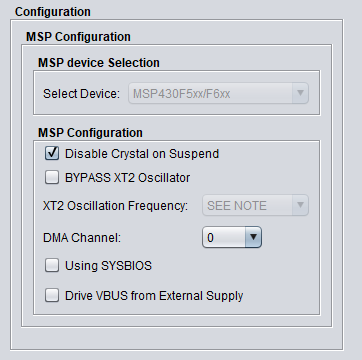 Configuration
MSP Configuration
MSP device Selection
Select Device: MSP430F5xx/F6xx
MSP Configuration
Disable Crystal on Suspend
BYPASS XT2 Oscillator
XT2 Oscillation Frequency: SEE NOTE
DMA Channel: 0
Using SYSBIOS
Drive VBUS from External Supply